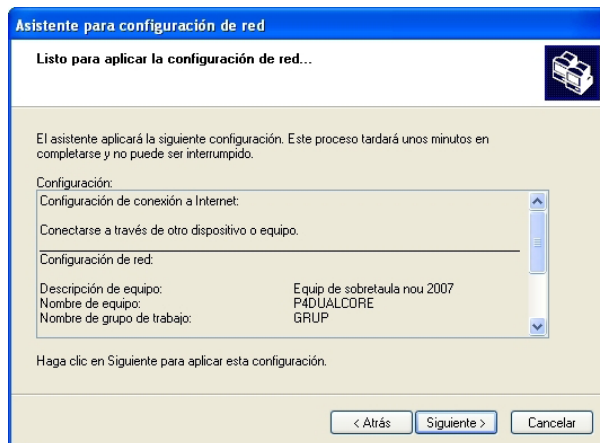 Asistente para configuración de red
Listo para aplicar la configuración de red...
El asistente aplicará la siguiente configuración. Este proceso tardará unos minutos en
completarse y no puede ser interrumpido.
Configuración:
Configuración de conexión a Internet:
Conectarse a través de otro dispositivo o equipo.
Configuración de red:
Descripción de equipo: Equip de sobretaula nou 2007
Nombre de equipo: P4DUALCORE
Nombre de grupo de trabajo: GRUP
Haga clic en Siguiente para aplicar esta configuración.
< Atrás Siguiente > Cancelar